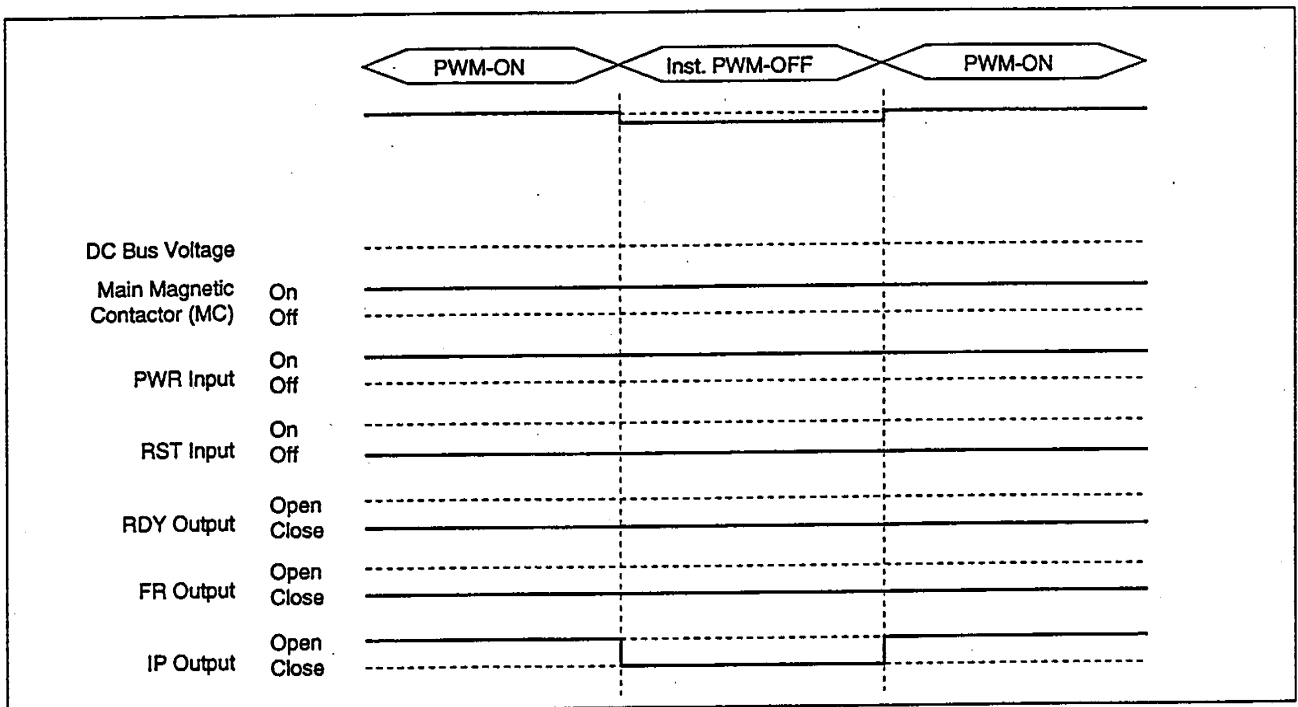 PWM-ON Inst. PWM-OFF PWM-ON
DC Bus Voltage
Main Magnetic On
Contactor (MC) Off
On
PWR Input Off
On
RST Input Off
Open
RDY Output Close
Open
FR Output Close
Open
IP Output Close